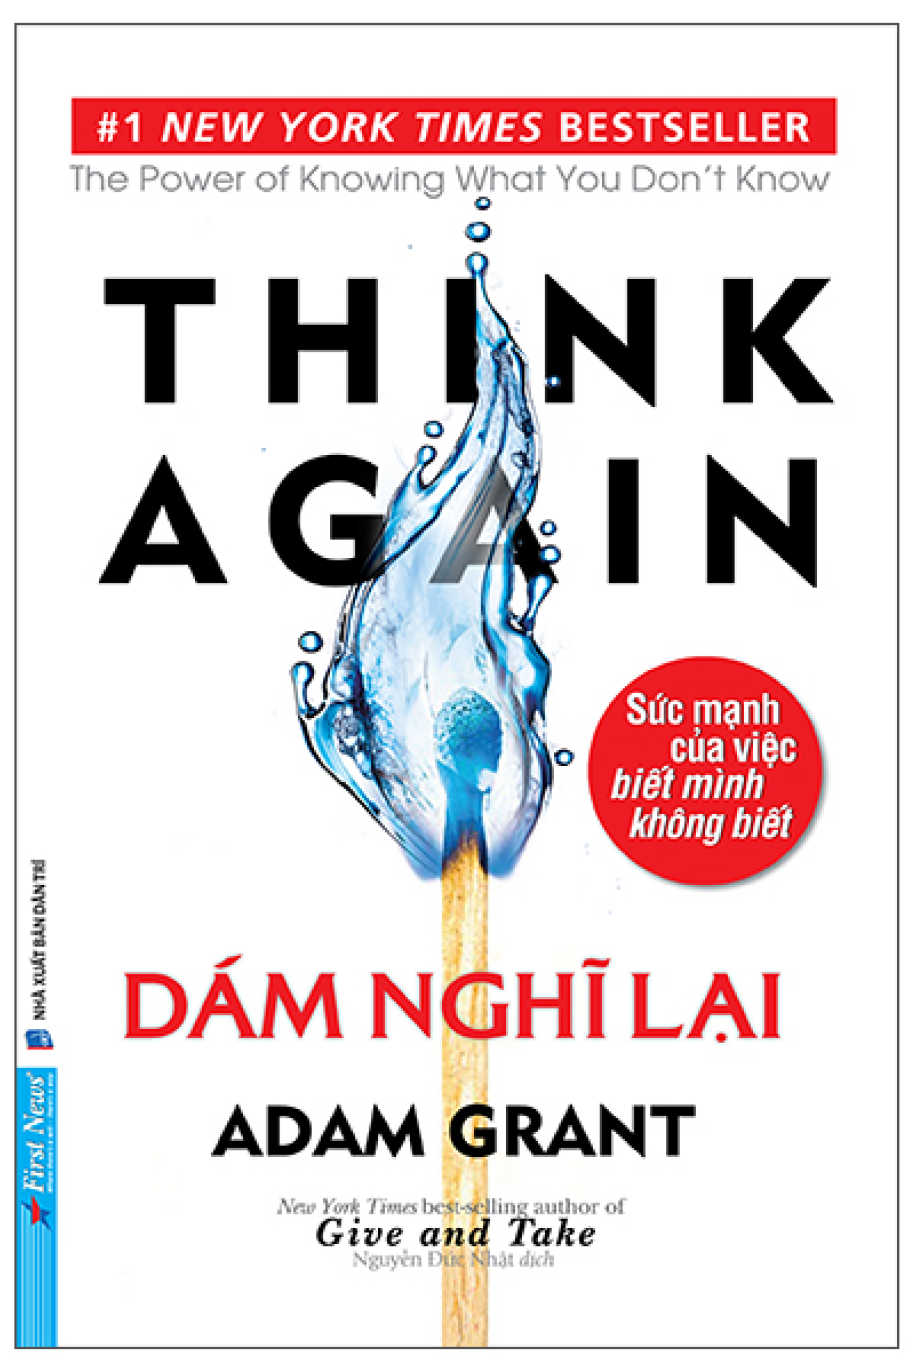 #1 NEW YORK TIMES BESTSELLER
The Power of Knowing What You Don't Know
THINK
AGAIN
Sức mạnh
của việc
biết mình
không biết
DÁM NGHĨ LẠI
ADAM GRANT
New York Times best-selling author of
Give and Take
Nguyễn Đức Nhật dịch
NHÀ XUẤT BẢN DÂN TRÍ
First News